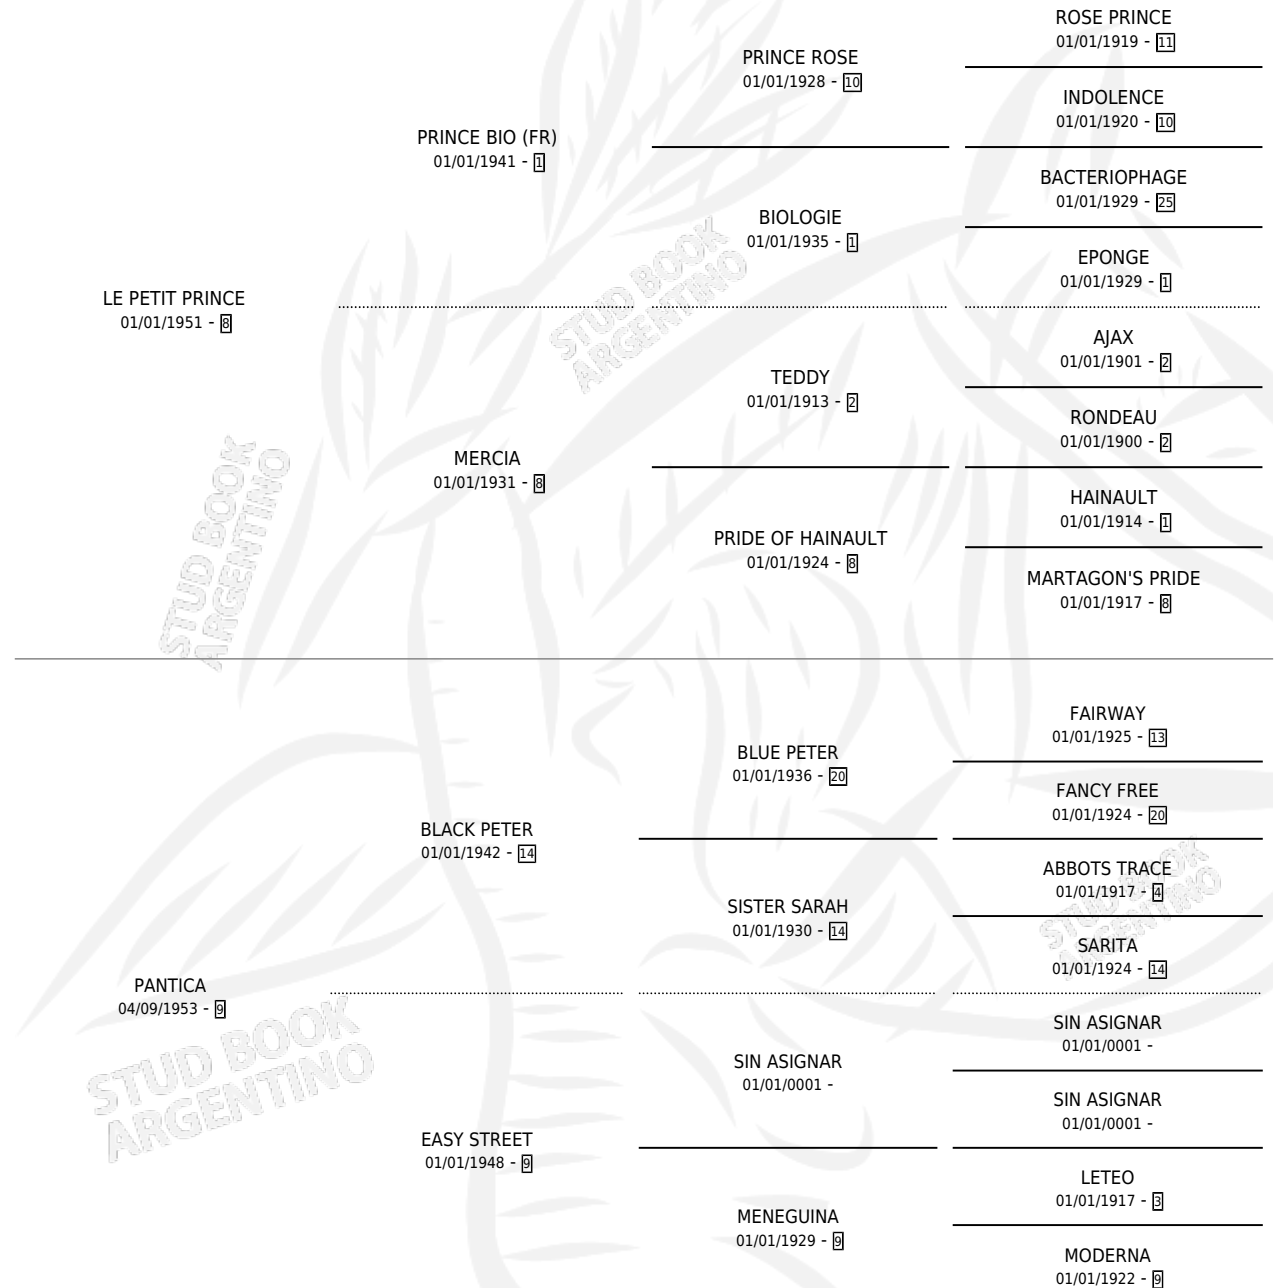 ROSE PRINCE
01/01/1919 - 11
PRINCE ROSE
01/01/1928 - 10
INDOLENCE
01/01/1920 - 10
PRINCE BIO (FR)
01/01/1941 - 1
BACTERIOPHAGE
01/01/1929 - 25
BIOLOGIE
01/01/1935 - 1
EPONGE
01/01/1929 - 1
LE PETIT PRINCE
01/01/1951 - 8
STUD BOOK
ARGENTINO
AJAX
01/01/1901 - 2
TEDDY
01/01/1913 - 2
RONDEAU
01/01/1900 - 2
MERCIA
01/01/1931 - 8
HAINAULT
01/01/1914 - 1
PRIDE OF HAINAULT
01/01/1924 - 8
MARTAGON'S PRIDE
01/01/1917 - 8
STUD BOOK
ARGENTINO
FAIRWAY
01/01/1925 - 13
BLUE PETER
01/01/1936 - 20
FANCY FREE
01/01/1924 - 20
BLACK PETER
01/01/1942 - 14
ABBOTS TRACE
01/01/1917 - 4
SISTER SARAH
01/01/1930 - 14
STUD BOOK
ARGENTINO
SARITA
01/01/1924 - 14
PANTICA
04/09/1953 - 9
SIN ASIGNAR
01/01/0001 -
SIN ASIGNAR
01/01/0001 -
STUD BOOK
ARGENTINO
SIN ASIGNAR
01/01/0001 -
EASY STREET
01/01/1948 - 9
LETEO
01/01/1917 - 3
MENEGUINA
01/01/1929 - 9
MODERNA
01/01/1922 - 9